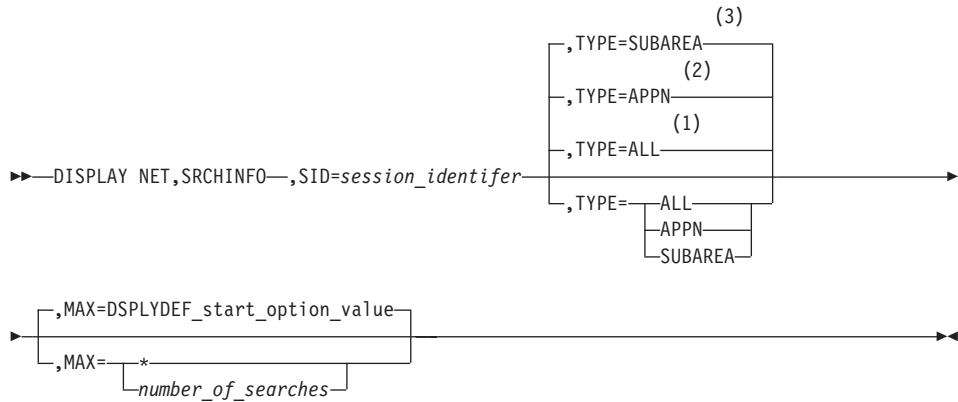 (3)
,TYPE=SUBAREA
(2)
,TYPE=APPN
(1)
,TYPE=ALL
DISPLAY NET,SRCHINFO ,SID=session_identifer
,TYPE= ALL
APPN
SUBAREA
,MAX=DSPLYDEF_start_option_value
,MAX= *
number_of_searches